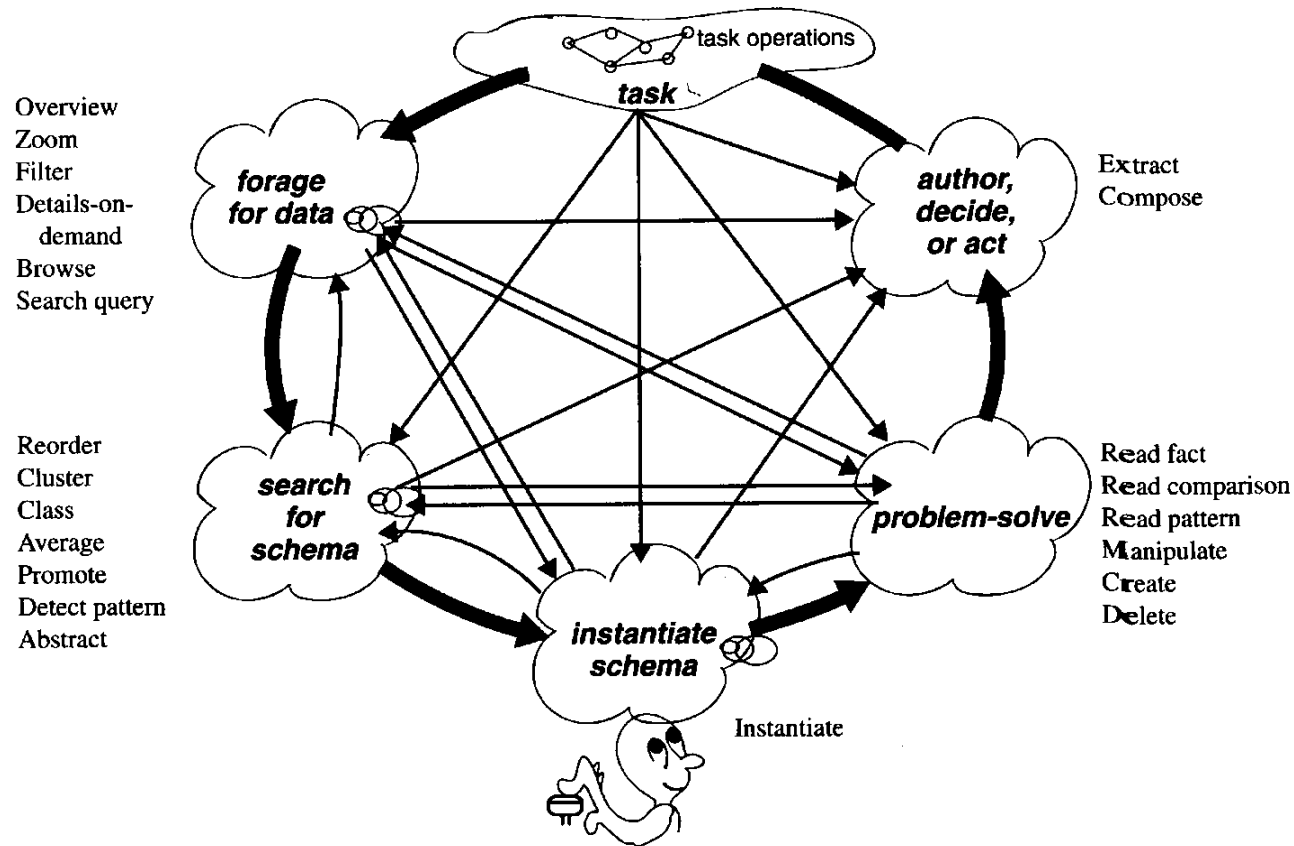 task operations
task
Overview
Zoom
Filter
Details-on-
demand
Browse
Search query
forage
for data
author,
decide,
or act
Extract
Compose
Reorder
Cluster
Class
Average
Promote
Detect pattern
Abstract
search
for
schema
problem-solve
Read fact
Read comparison
Read pattern
Manipulate
Create
Delete
instantiate
schema
Instantiate